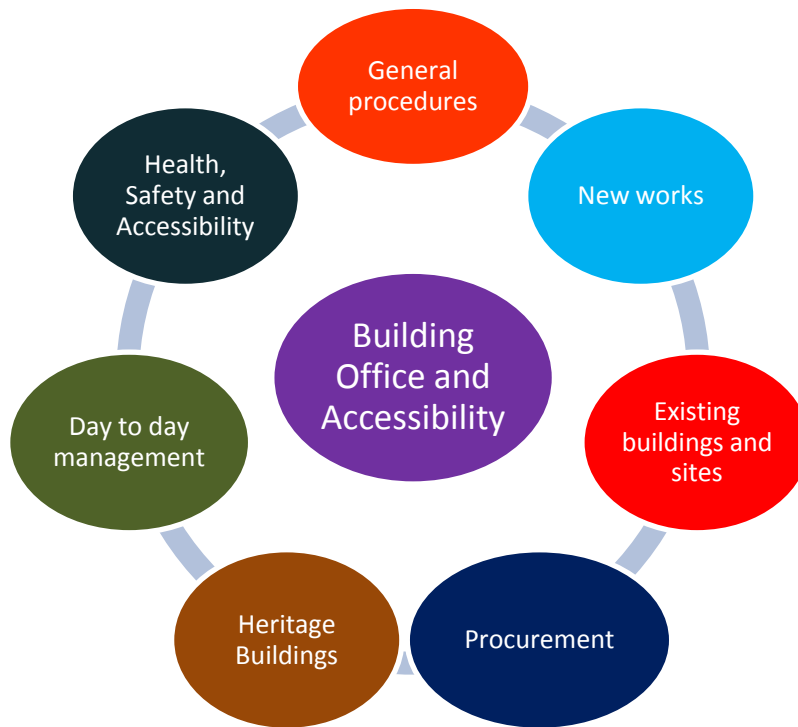 General
procedures
New works
Existing
buildings and
sites
Procurement
Heritage
Buildings
Day to day
management
Health,
Safety and
Accessibility
Building
Office and
Accessibility